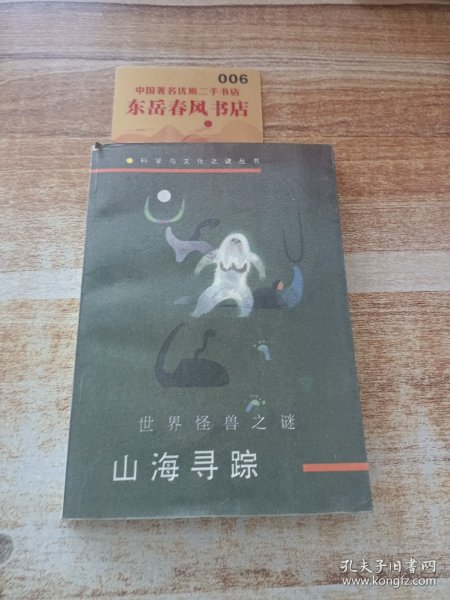 006
中国著名优质二手书店
东岳春风书店
科学与文化之谜丛书
世界怪兽之谜
山海寻踪
孔夫子旧书网
www.kongfz.com